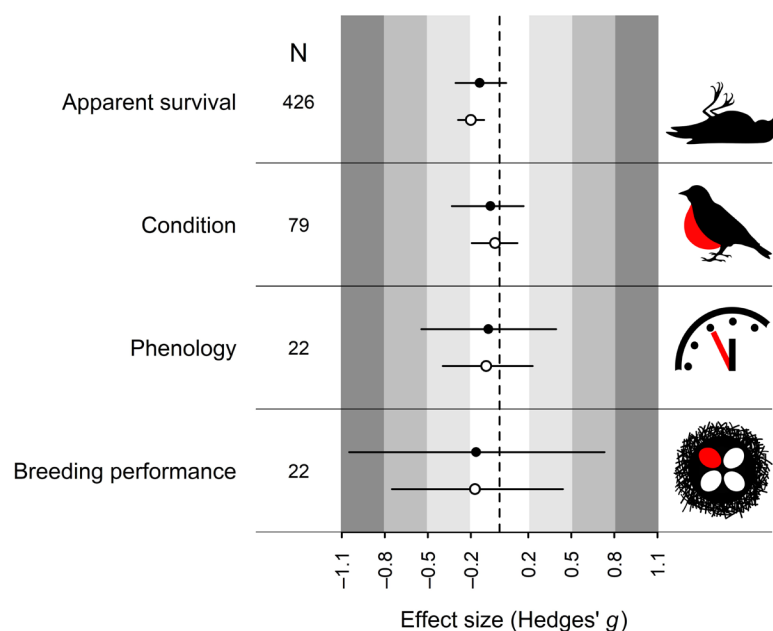 N
Apparent survival 426
Condition 79
Phenology 22
Breeding performance 22
−1.1 −0.8 −0.5 −0.2 0.2 0.5 0.8 1.1
Effect size (Hedges' g)